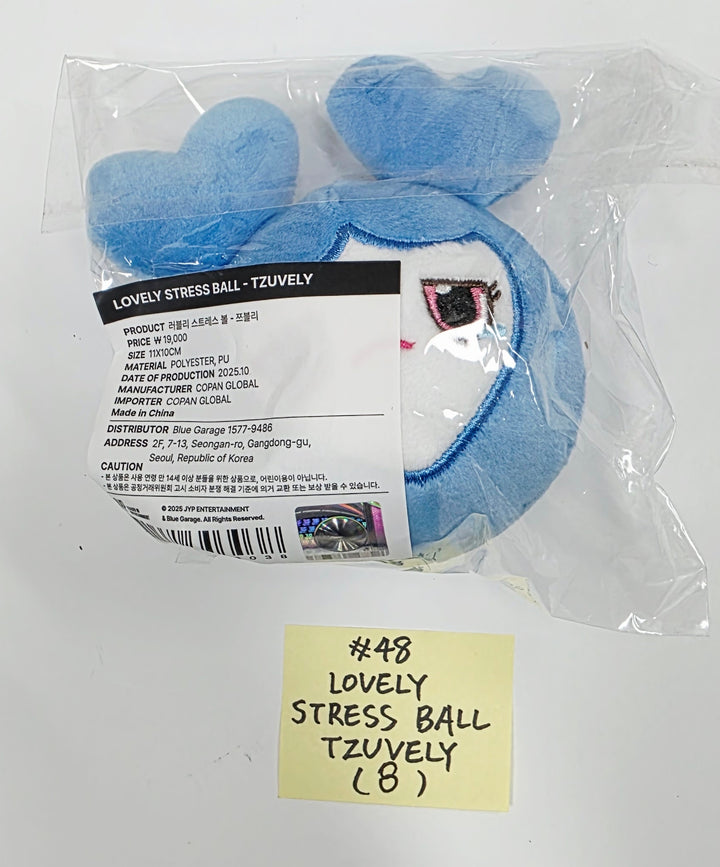 LOVELY STRESS BALL - TZUVELY
PRODUCT 러블리 스트레스 볼 - 쯔블리
PRICE ₩ 19,000
SIZE 11X10CM
MATERIAL POLYESTER, PU
DATE OF PRODUCTION 2025.10
MANUFACTURER COPAN GLOBAL
IMPORTER COPAN GLOBAL
Made in China
DISTRIBUTOR Blue Garage 1577-9486
ADDRESS 2F, 7-13, Seongan-ro, Gangdong-gu,
Seoul, Republic of Korea
CAUTION
- 본 상품은 사용 연령 만 14세 이상 분들을 위한 상품으로, 어린이용이 아닙니다.
- 본 상품은 공정거래위원회 고시 소비자 분쟁 해결 기준에 의거 교환 또는 보상 받을 수 있습니다.
© 2025 JYP ENTERTAINMENT
& Blue Garage. All Rights Reserved.
038
#48
LOVELY
STRESS BALL
TZUVELY
(8)